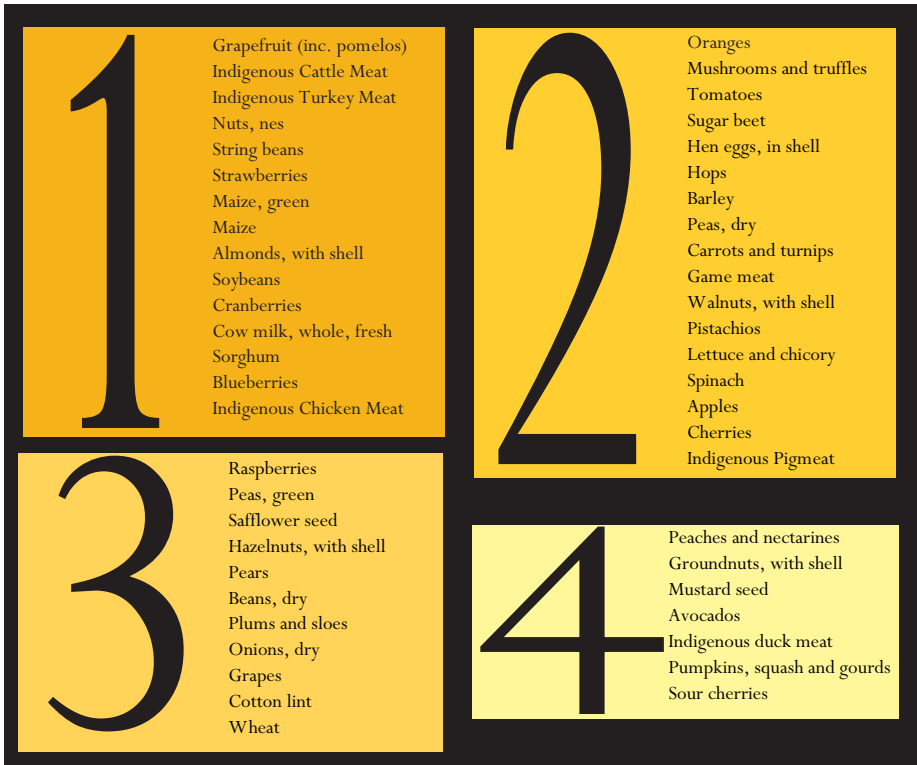 1
Grapefruit (inc. pomelos)
Indigenous Cattle Meat
Indigenous Turkey Meat
Nuts, nes
String beans
Strawberries
Maize, green
Maize
Almonds, with shell
Soybeans
Cranberries
Cow milk, whole, fresh
Sorghum
Blueberries
Indigenous Chicken Meat
2
Oranges
Mushrooms and truffles
Tomatoes
Sugar beet
Hen eggs, in shell
Hops
Barley
Peas, dry
Carrots and turnips
Game meat
Walnuts, with shell
Pistachios
Lettuce and chicory
Spinach
Apples
Cherries
Indigenous Pigmeat
3
Raspberries
Peas, green
Safflower seed
Hazelnuts, with shell
Pears
Beans, dry
Plums and sloes
Onions, dry
Grapes
Cotton lint
Wheat
4
Peaches and nectarines
Groundnuts, with shell
Mustard seed
Avocados
Indigenous duck meat
Pumpkins, squash and gourds
Sour cherries